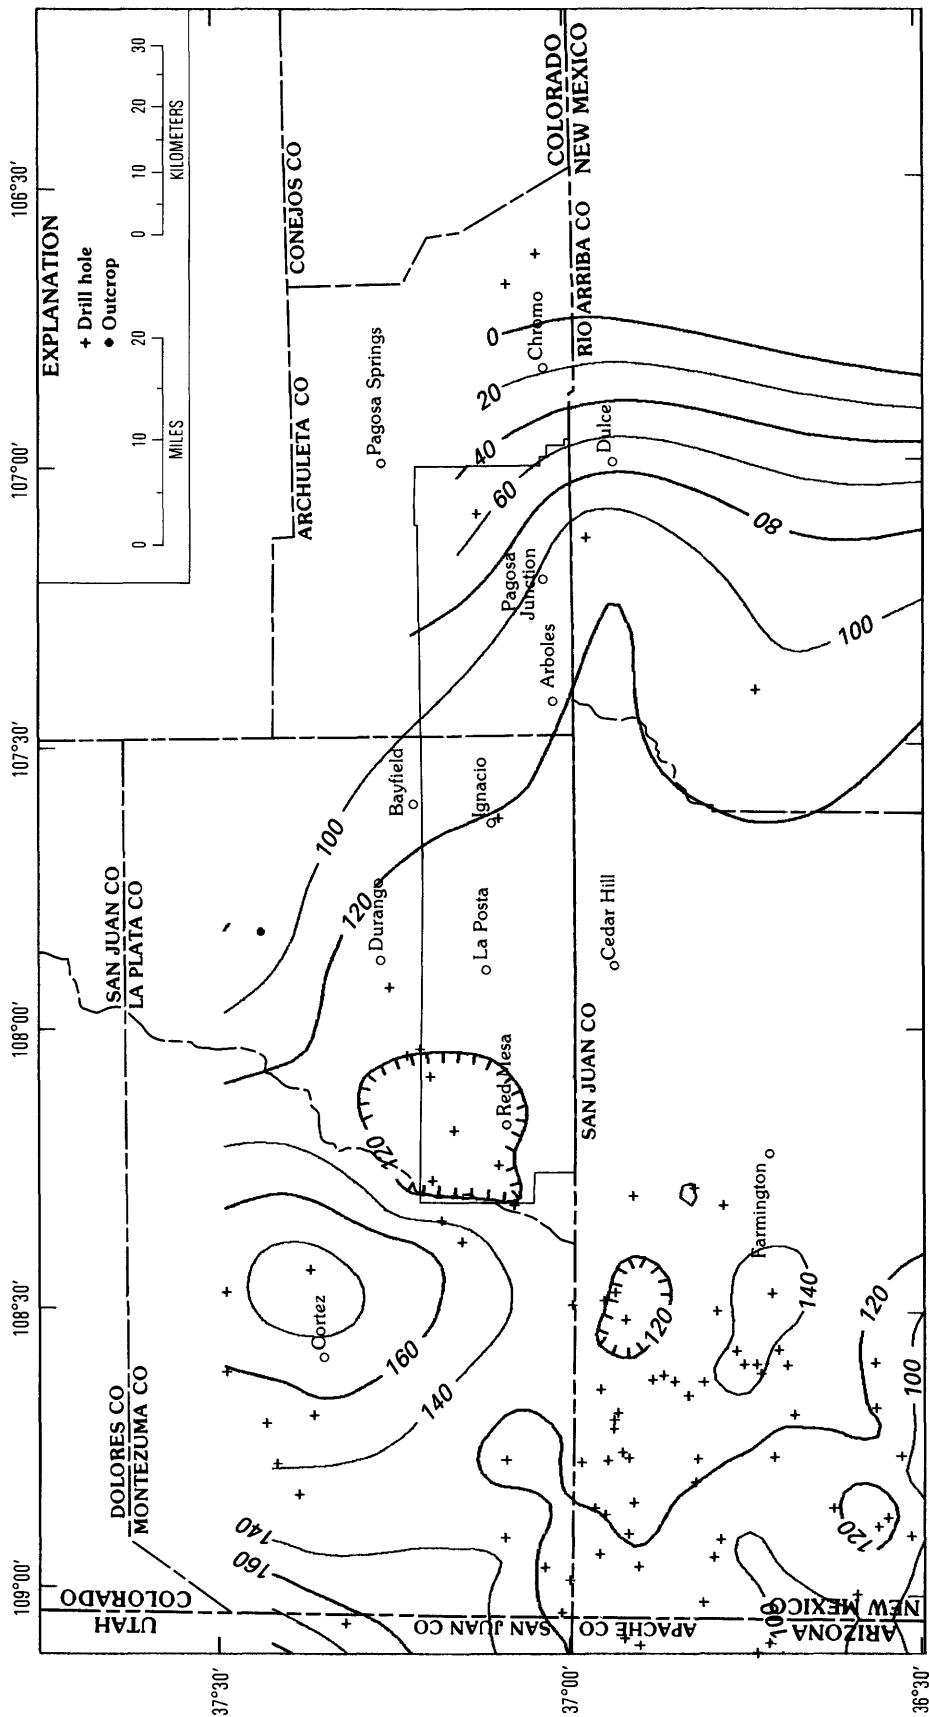 109°00'
108°30'
108°00'
107°30'
107°00'
106°30'
EXPLANATION
+ Drill hole
● Outcrop
0 10 20
MILES
0 10 20 30
KILOMETERS
DOLORES CO
MONTEZUMA CO
SAN JUAN CO
LA PLATA CO
ARCHULETA CO
CONEJOS CO
UTAH
COLORADO
37°30'
140
160
Cortez
160
140
120
Durango
120
100
Bayfield
Pagosa Springs
La Posta
Ignacio
Red Mesa
Arboles
Pagosa
Junction
60
40
20
0
Chromo
COLORADO
NEW MEXICO
SAN JUAN CO
37°00'
APACHE CO
SAN JUAN CO
RIO ARRIBA CO
Cedar Hill
Dulce
120
Farmington
140
80
100
100
120
120
100
ARIZONA
NEW MEXICO
36°30'